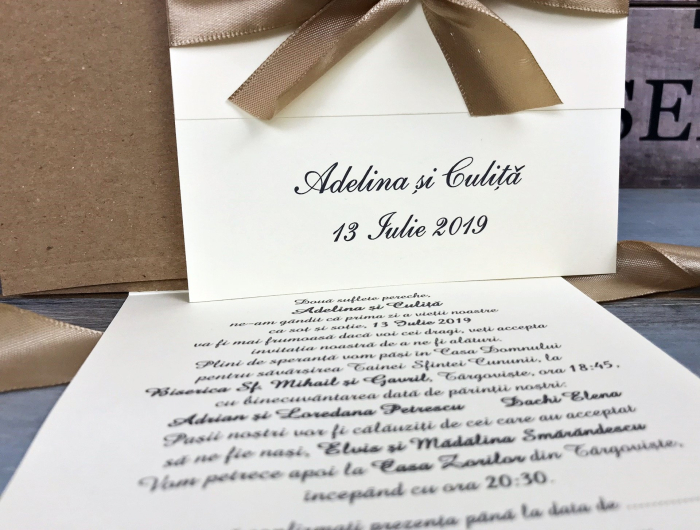 SE
Adelina și Culiță
13 Iulie 2019
Două suflete pereche,
Adelina și Culiță
ne-am gândit că prima zi a vieții noastre
ca soț și soție, 13 Iulie 2019
va fi mai frumoasă dacă voi cei dragi, veți accepta
invitația noastră de a ne fi alături.
Plini de speranță vom păși în Casa Domnului
pentru săvârșirea Tainei Sfintei Cununii, la
Biserica Sf. Mihail și Gavril, Târgoviște, ora 18:45,
cu binecuvântarea dată de părinții noștri:
Adrian și Loredana Petrescu Dachi Elena
Pașii noștri vor fi călăuziți de cei care au acceptat
să ne fie nași, Elvis și Mădălina Smărăndescu
Vom petrece apoi la Casa Zorilor din Târgoviște,
începând cu ora 20:30.
confirmați prezența până la data de ............